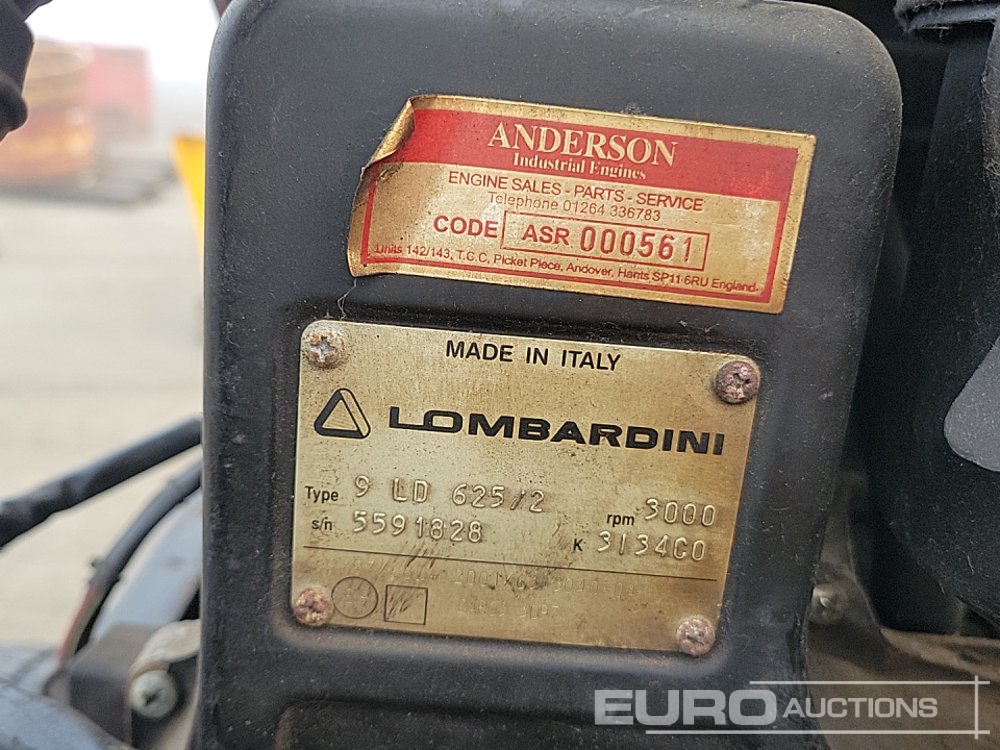 ANDERSON
Industrial Engines
ENGINE SALES - PARTS - SERVICE
Telephone 01264 336783
CODE ASR 000561
Units 142/143, T.G.C, Picket Piece, Andover, Hants SP11 6RU England.
MADE IN ITALY
LOMBARDINI
Type 9 LD 625/2 rpm 3000
s/n 5591828 K 3134C0
EURO AUCTIONS